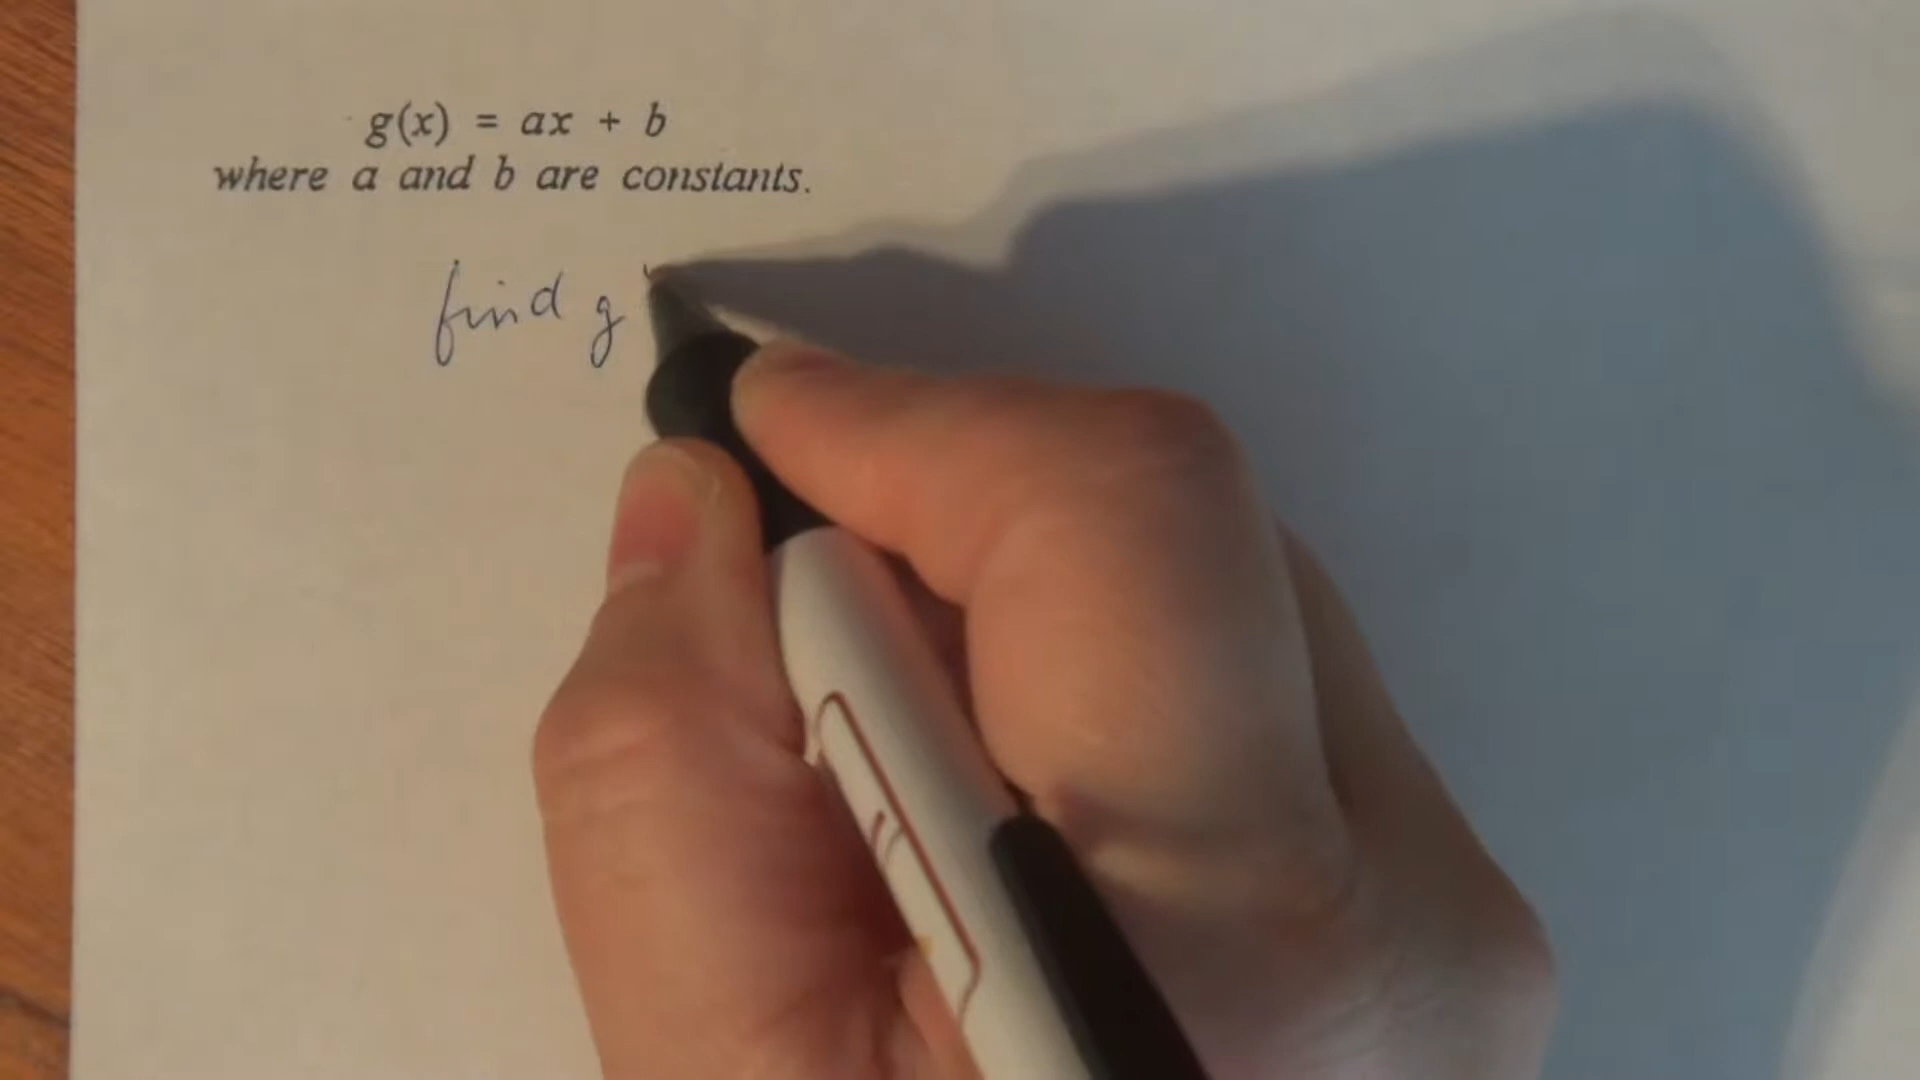 g(x) = ax + b
where a and b are constants.
find g